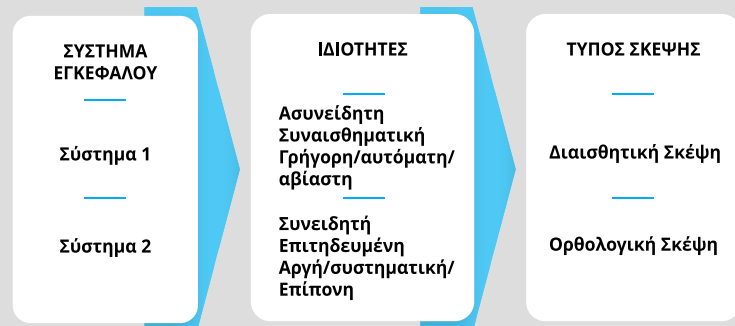 ΣΥΣΤΗΜΑ
ΕΓΚΕΦΑΛΟΥ
Σύστημα 1
Σύστημα 2
ΙΔΙΟΤΗΤΕΣ
Ασυνείδητη
Συναισθηματική
Γρήγορη/αυτόματη/
αβίαστη
Συνειδητή
Επιτηδευμένη
Αργή/συστηματική/
Επίπονη
ΤΥΠΟΣ ΣΚΕΨΗΣ
Διαισθητική Σκέψη
Ορθολογική Σκέψη